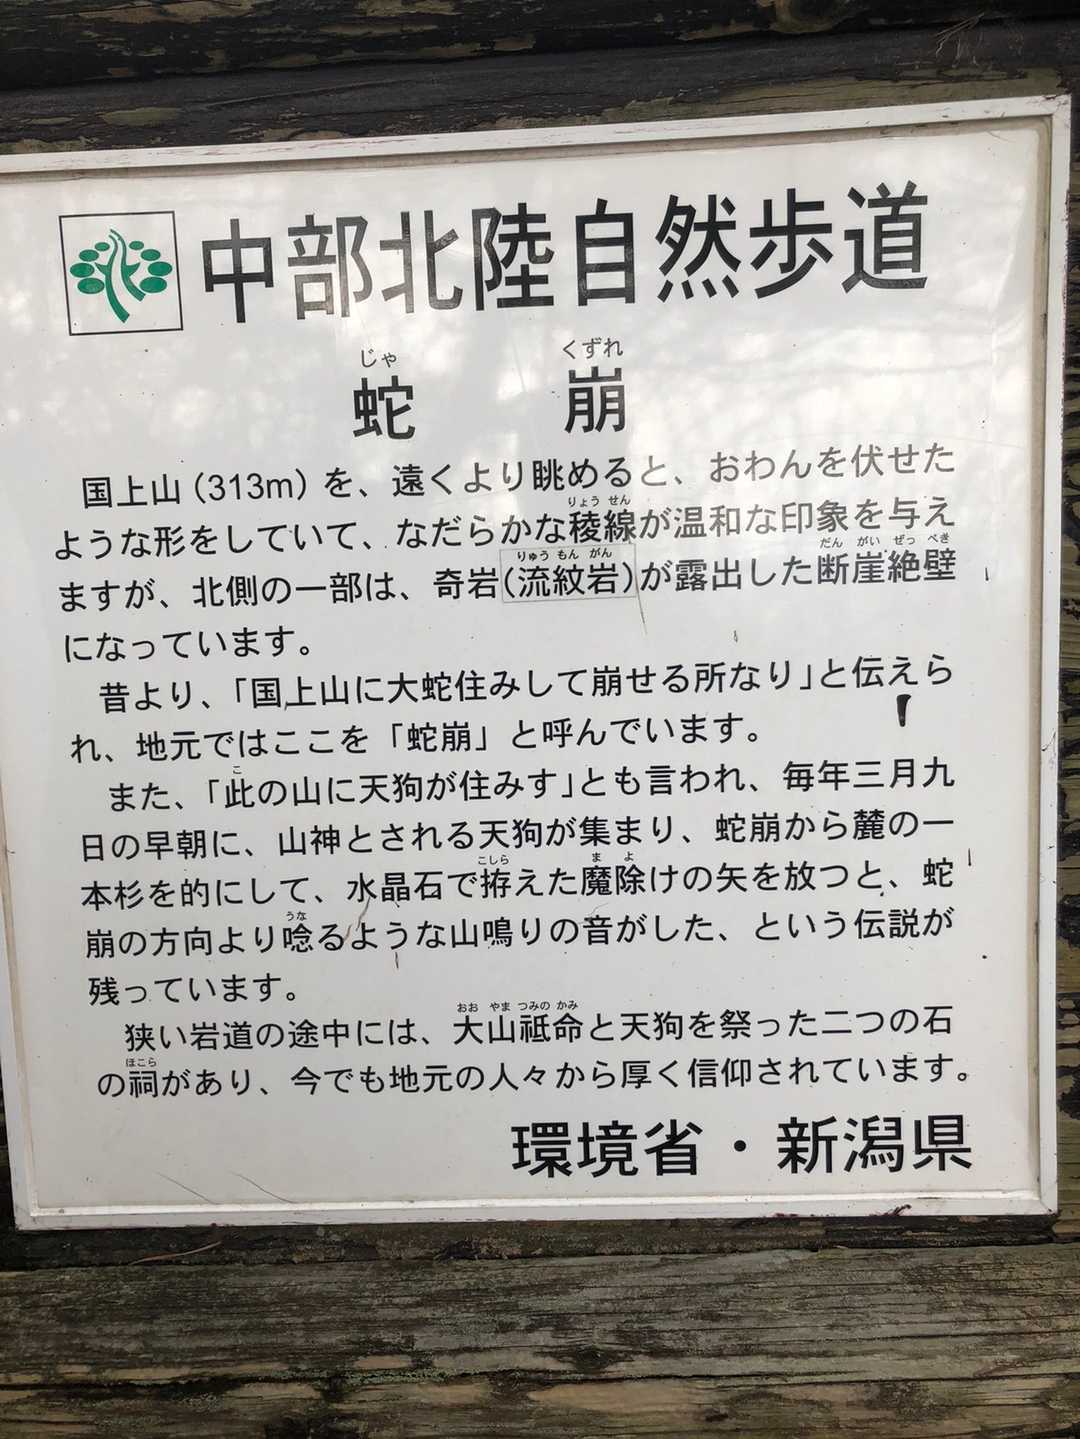 中部北陸自然歩道
じゃ くずれ
蛇 崩
国上山(313m)を、遠くより眺めると、おわんを伏せた
りょう せん
ような形をしていて、なだらかな稜線が温和な印象を与え
りゅう もん がん だん がい ぜっ ぺき
ますが、北側の一部は、奇岩(流紋岩)が露出した断崖絶壁
になっています。
昔より、「国上山に大蛇住みして崩せる所なり」と伝えら
れ、地元ではここを「蛇崩」と呼んでいます。
こ
また、「此の山に天狗が住みす」とも言われ、毎年三月九
日の早朝に、山神とされる天狗が集まり、蛇崩から麓の一
こしら ま よ
本杉を的にして、水晶石で拵えた魔除けの矢を放つと、蛇
うな
崩の方向より唸るような山鳴りの音がした、という伝説が
残っています。
おお やま つみの かみ
狭い岩道の途中には、大山祇命と天狗を祭った二つの石
ほこら
の祠があり、今でも地元の人々から厚く信仰されています。
環境省・新潟県